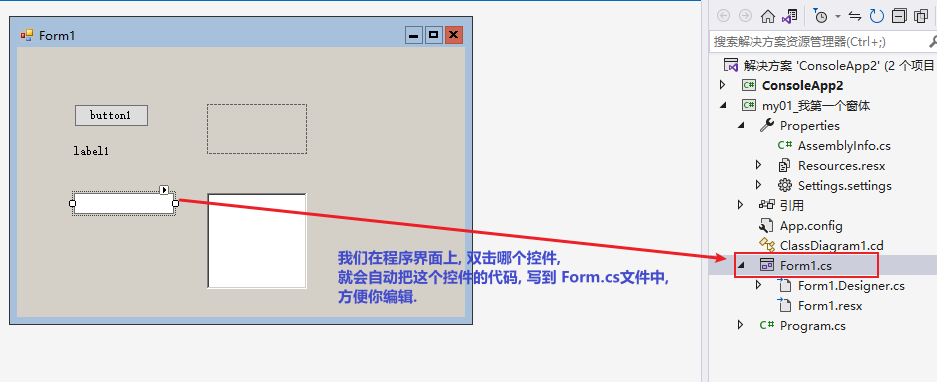 Form1
button1
label1
我们在程序界面上, 双击哪个控件,
就会自动把这个控件的代码, 写到 Form.cs文件中,
方便你编辑.
搜索解决方案资源管理器(Ctrl+;)
解决方案 'ConsoleApp2' (2 个项目
C# ConsoleApp2
C# my01_我第一个窗体
Properties
C# AssemblyInfo.cs
Resources.resx
Settings.settings
引用
App.config
ClassDiagram1.cd
Form1.cs
Form1.Designer.cs
Form1.resx
C# Program.cs